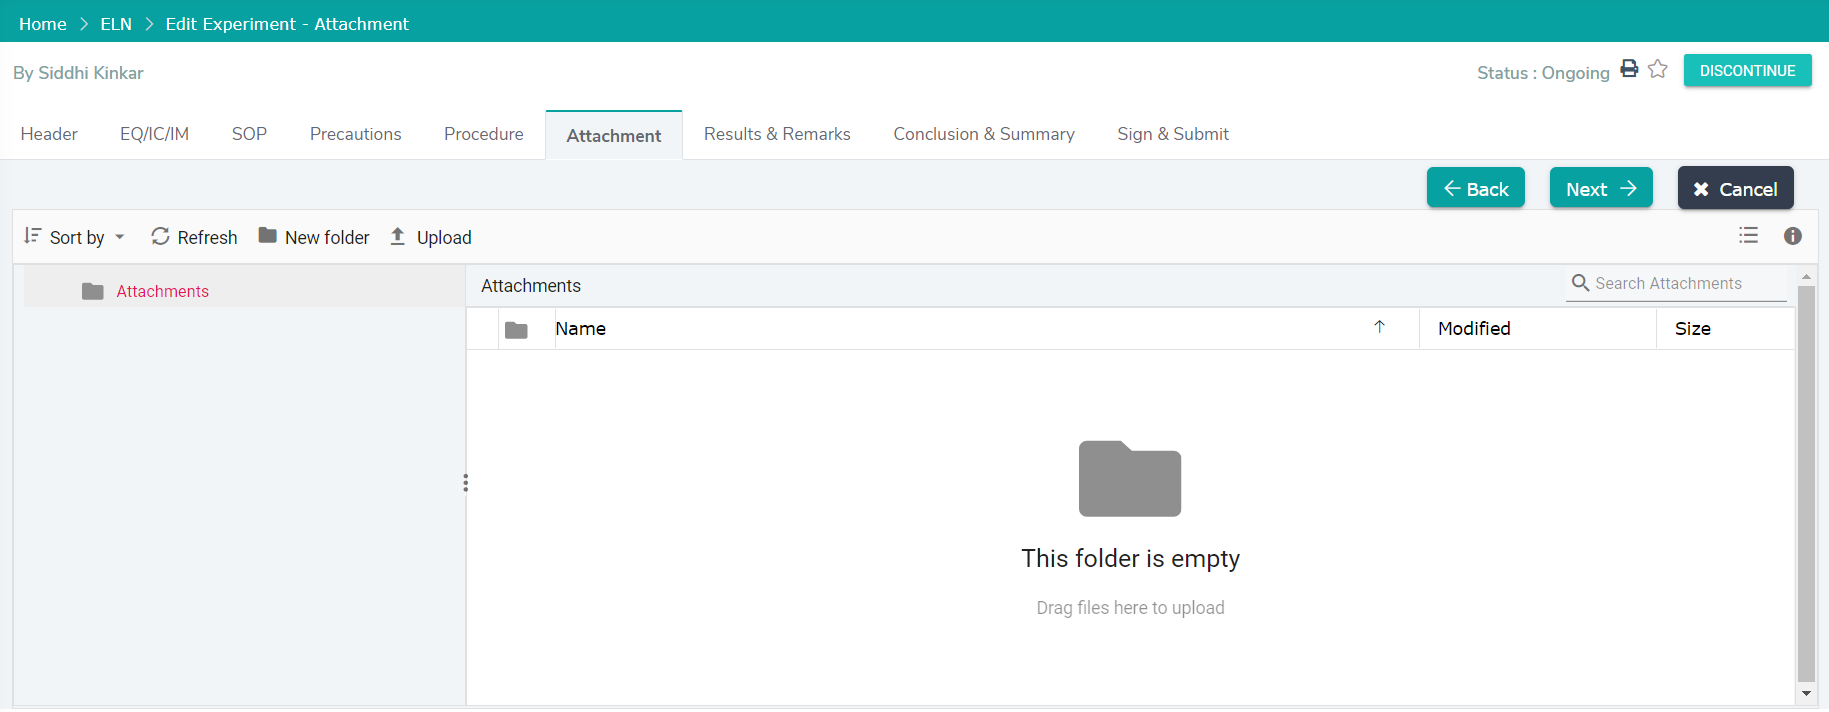 Home > ELN > Edit Experiment - Attachment
By Siddhi Kinkar
Status : Ongoing
DISCONTINUE
Header EQ/IC/IM SOP Precautions Procedure Attachment Results & Remarks Conclusion & Summary Sign & Submit
Back Next Cancel
Sort by Refresh New folder Upload
Attachments
Attachments
Search Attachments
Name Modified Size
This folder is empty
Drag files here to upload